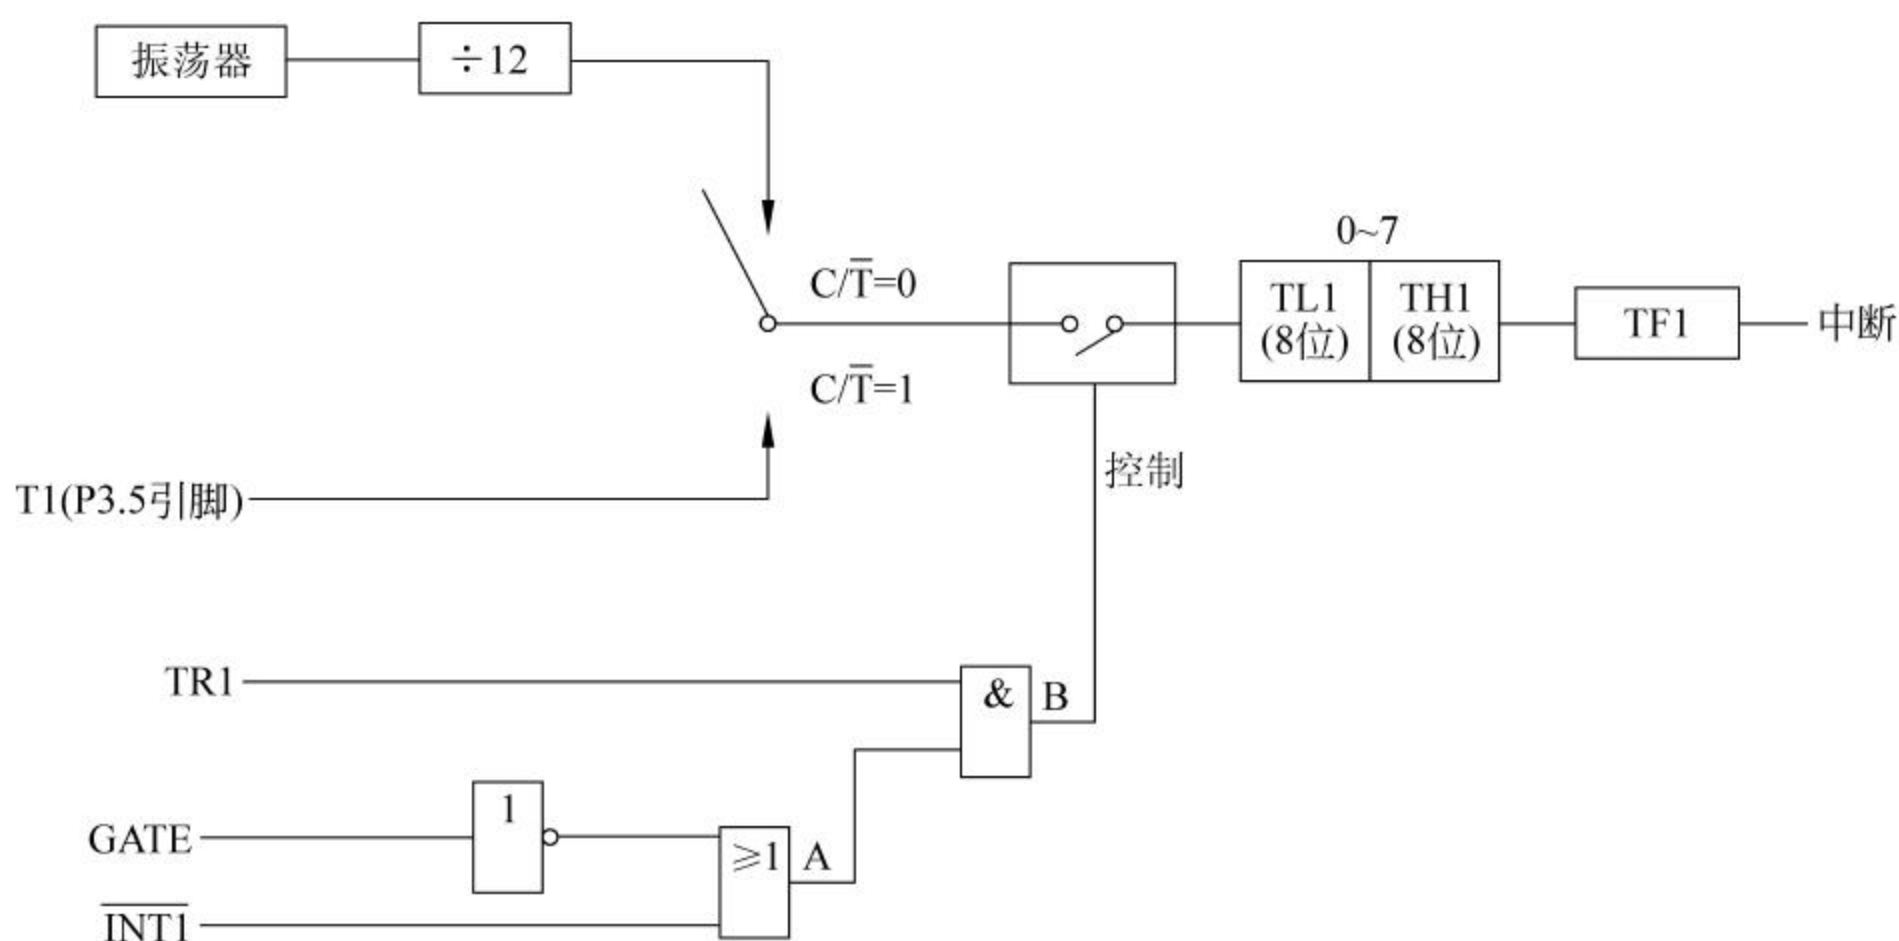 振荡器
÷12
0~7
C/T̅=0
TL1
(8位)
TH1
(8位)
TF1
中断
C/T̅=1
控制
T1(P3.5引脚)
TR1
&
B
1
GATE
≥1
A
I̅N̅T̅1̅